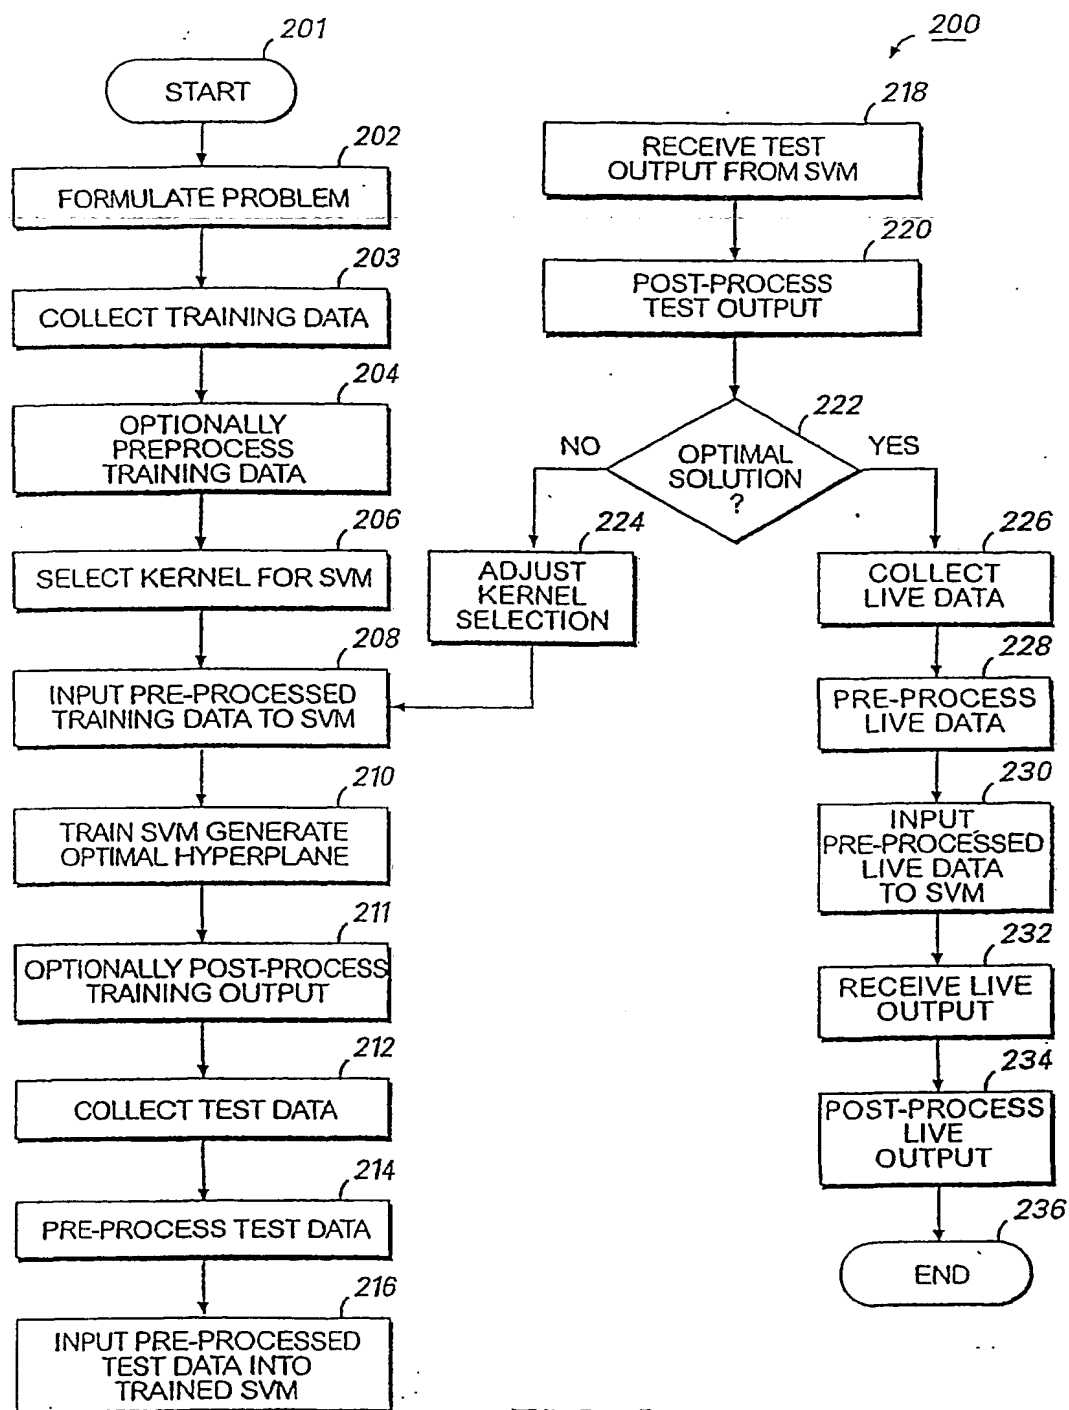 201
START
202
FORMULATE PROBLEM
203
COLLECT TRAINING DATA
204
OPTIONALLY
PREPROCESS
TRAINING DATA
206
SELECT KERNEL FOR SVM
208
INPUT PRE-PROCESSED
TRAINING DATA TO SVM
210
TRAIN SVM GENERATE
OPTIMAL HYPERPLANE
211
OPTIONALLY POST-PROCESS
TRAINING OUTPUT
212
COLLECT TEST DATA
214
PRE-PROCESS TEST DATA
216
INPUT PRE-PROCESSED
TEST DATA INTO
TRAINED SVM
200
218
RECEIVE TEST
OUTPUT FROM SVM
220
POST-PROCESS
TEST OUTPUT
222
OPTIMAL
SOLUTION
?
NO
YES
224
ADJUST
KERNEL
SELECTION
226
COLLECT
LIVE DATA
228
PRE-PROCESS
LIVE DATA
230
INPUT
PRE-PROCESSED
LIVE DATA
TO SVM
232
RECEIVE LIVE
OUTPUT
234
POST-PROCESS
LIVE
OUTPUT
236
END